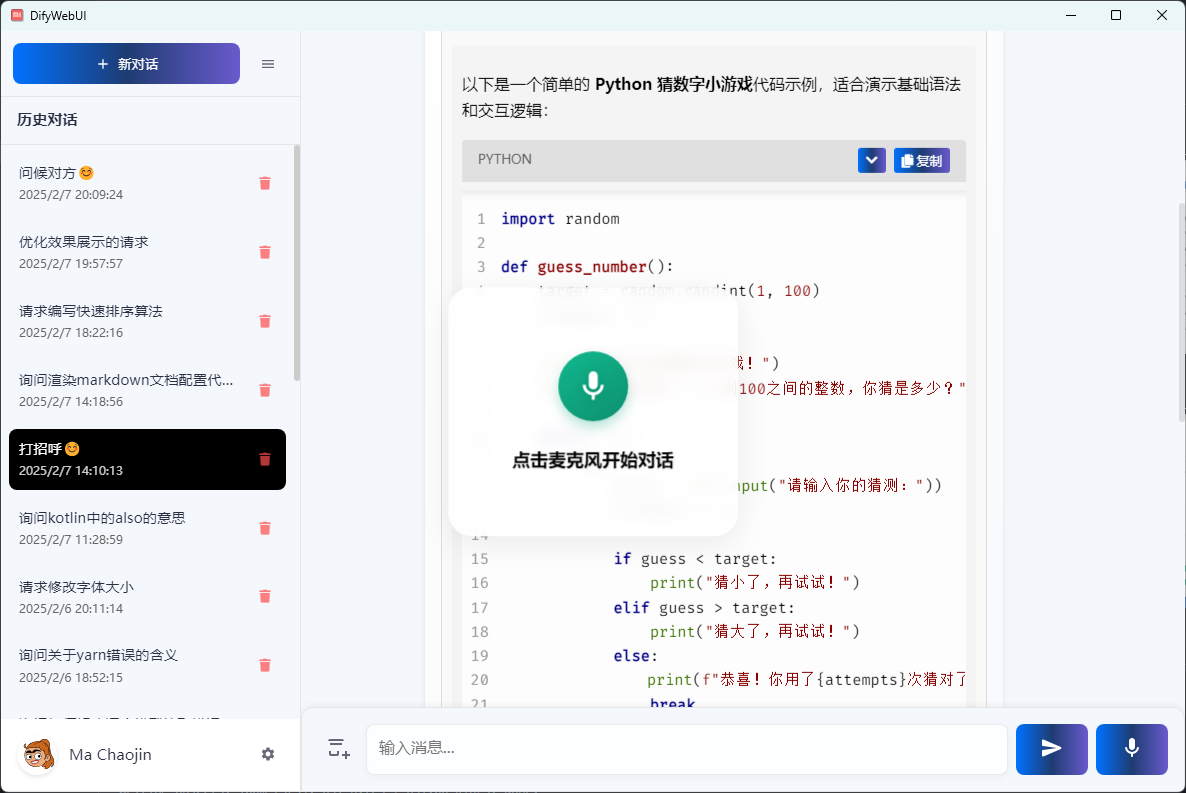 DifyWebUI
+ 新对话
历史对话
问候对方😊
2025/2/7 20:09:24
优化效果展示的请求
2025/2/7 19:57:57
请求编写快速排序算法
2025/2/7 18:22:16
询问渲染markdown文档配置代...
2025/2/7 14:18:56
打招呼😊
2025/2/7 14:10:13
询问kotlin中的also的意思
2025/2/7 11:28:59
请求修改字体大小
2025/2/6 20:11:14
询问关于yarn错误的含义
2025/2/6 18:52:15
Ma Chaojin
以下是一个简单的 Python 猜数字小游戏代码示例，适合演示基础语法
和交互逻辑：
PYTHON
复制
1 import random
2
3 def guess_number():
target = random.randint(1, 100)
！")
100之间的整数，你猜是多少？"
input("请输入你的猜测："))
点击麦克风开始对话
14
15 if guess < target:
16 print("猜小了，再试试！")
17 elif guess > target:
18 print("猜大了，再试试！")
19 else:
20 print(f"恭喜！你用了{attempts}次猜对了
21 break
输入消息...